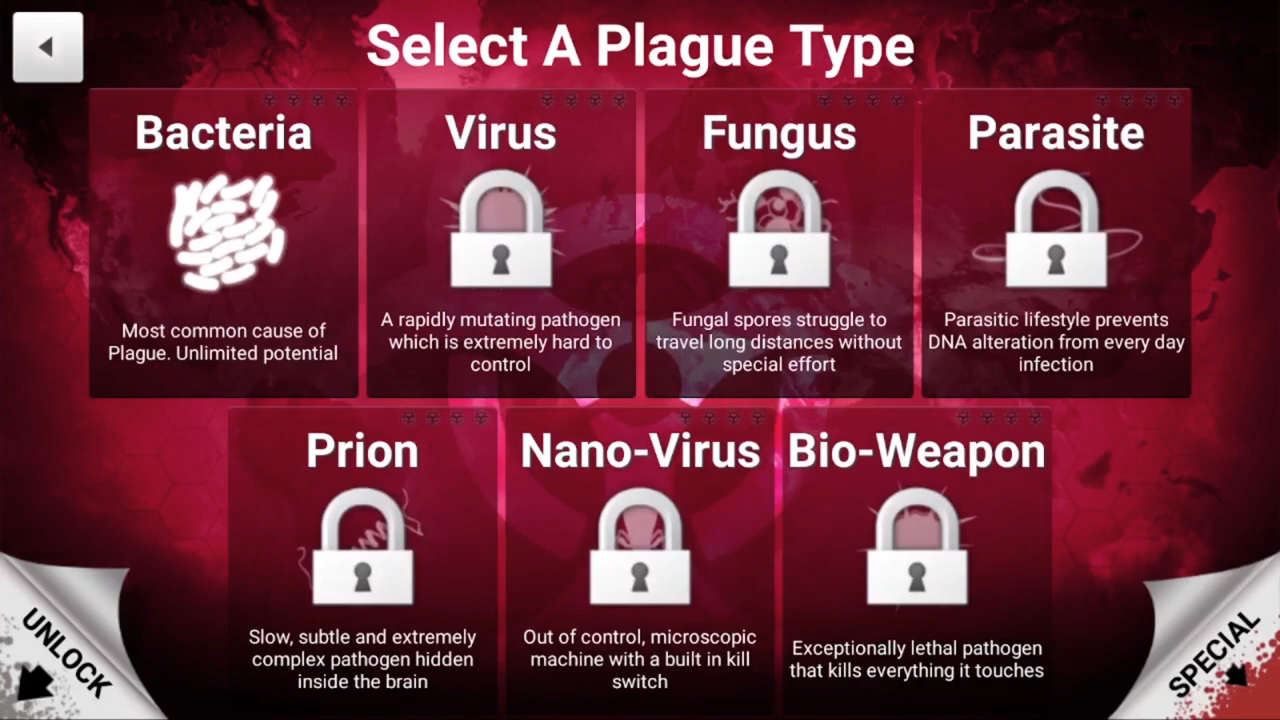 Select A Plague Type
Bacteria
Most common cause of
Plague. Unlimited potential
Virus
A rapidly mutating pathogen
which is extremely hard to
control
Fungus
Fungal spores struggle to
travel long distances without
special effort
Parasite
Parasitic lifestyle prevents
DNA alteration from every day
infection
Prion
Slow, subtle and extremely
complex pathogen hidden
inside the brain
Nano-Virus
Out of control, microscopic
machine with a built in kill
switch
Bio-Weapon
Exceptionally lethal pathogen
that kills everything it touches
UNLOCK
SPECIAL